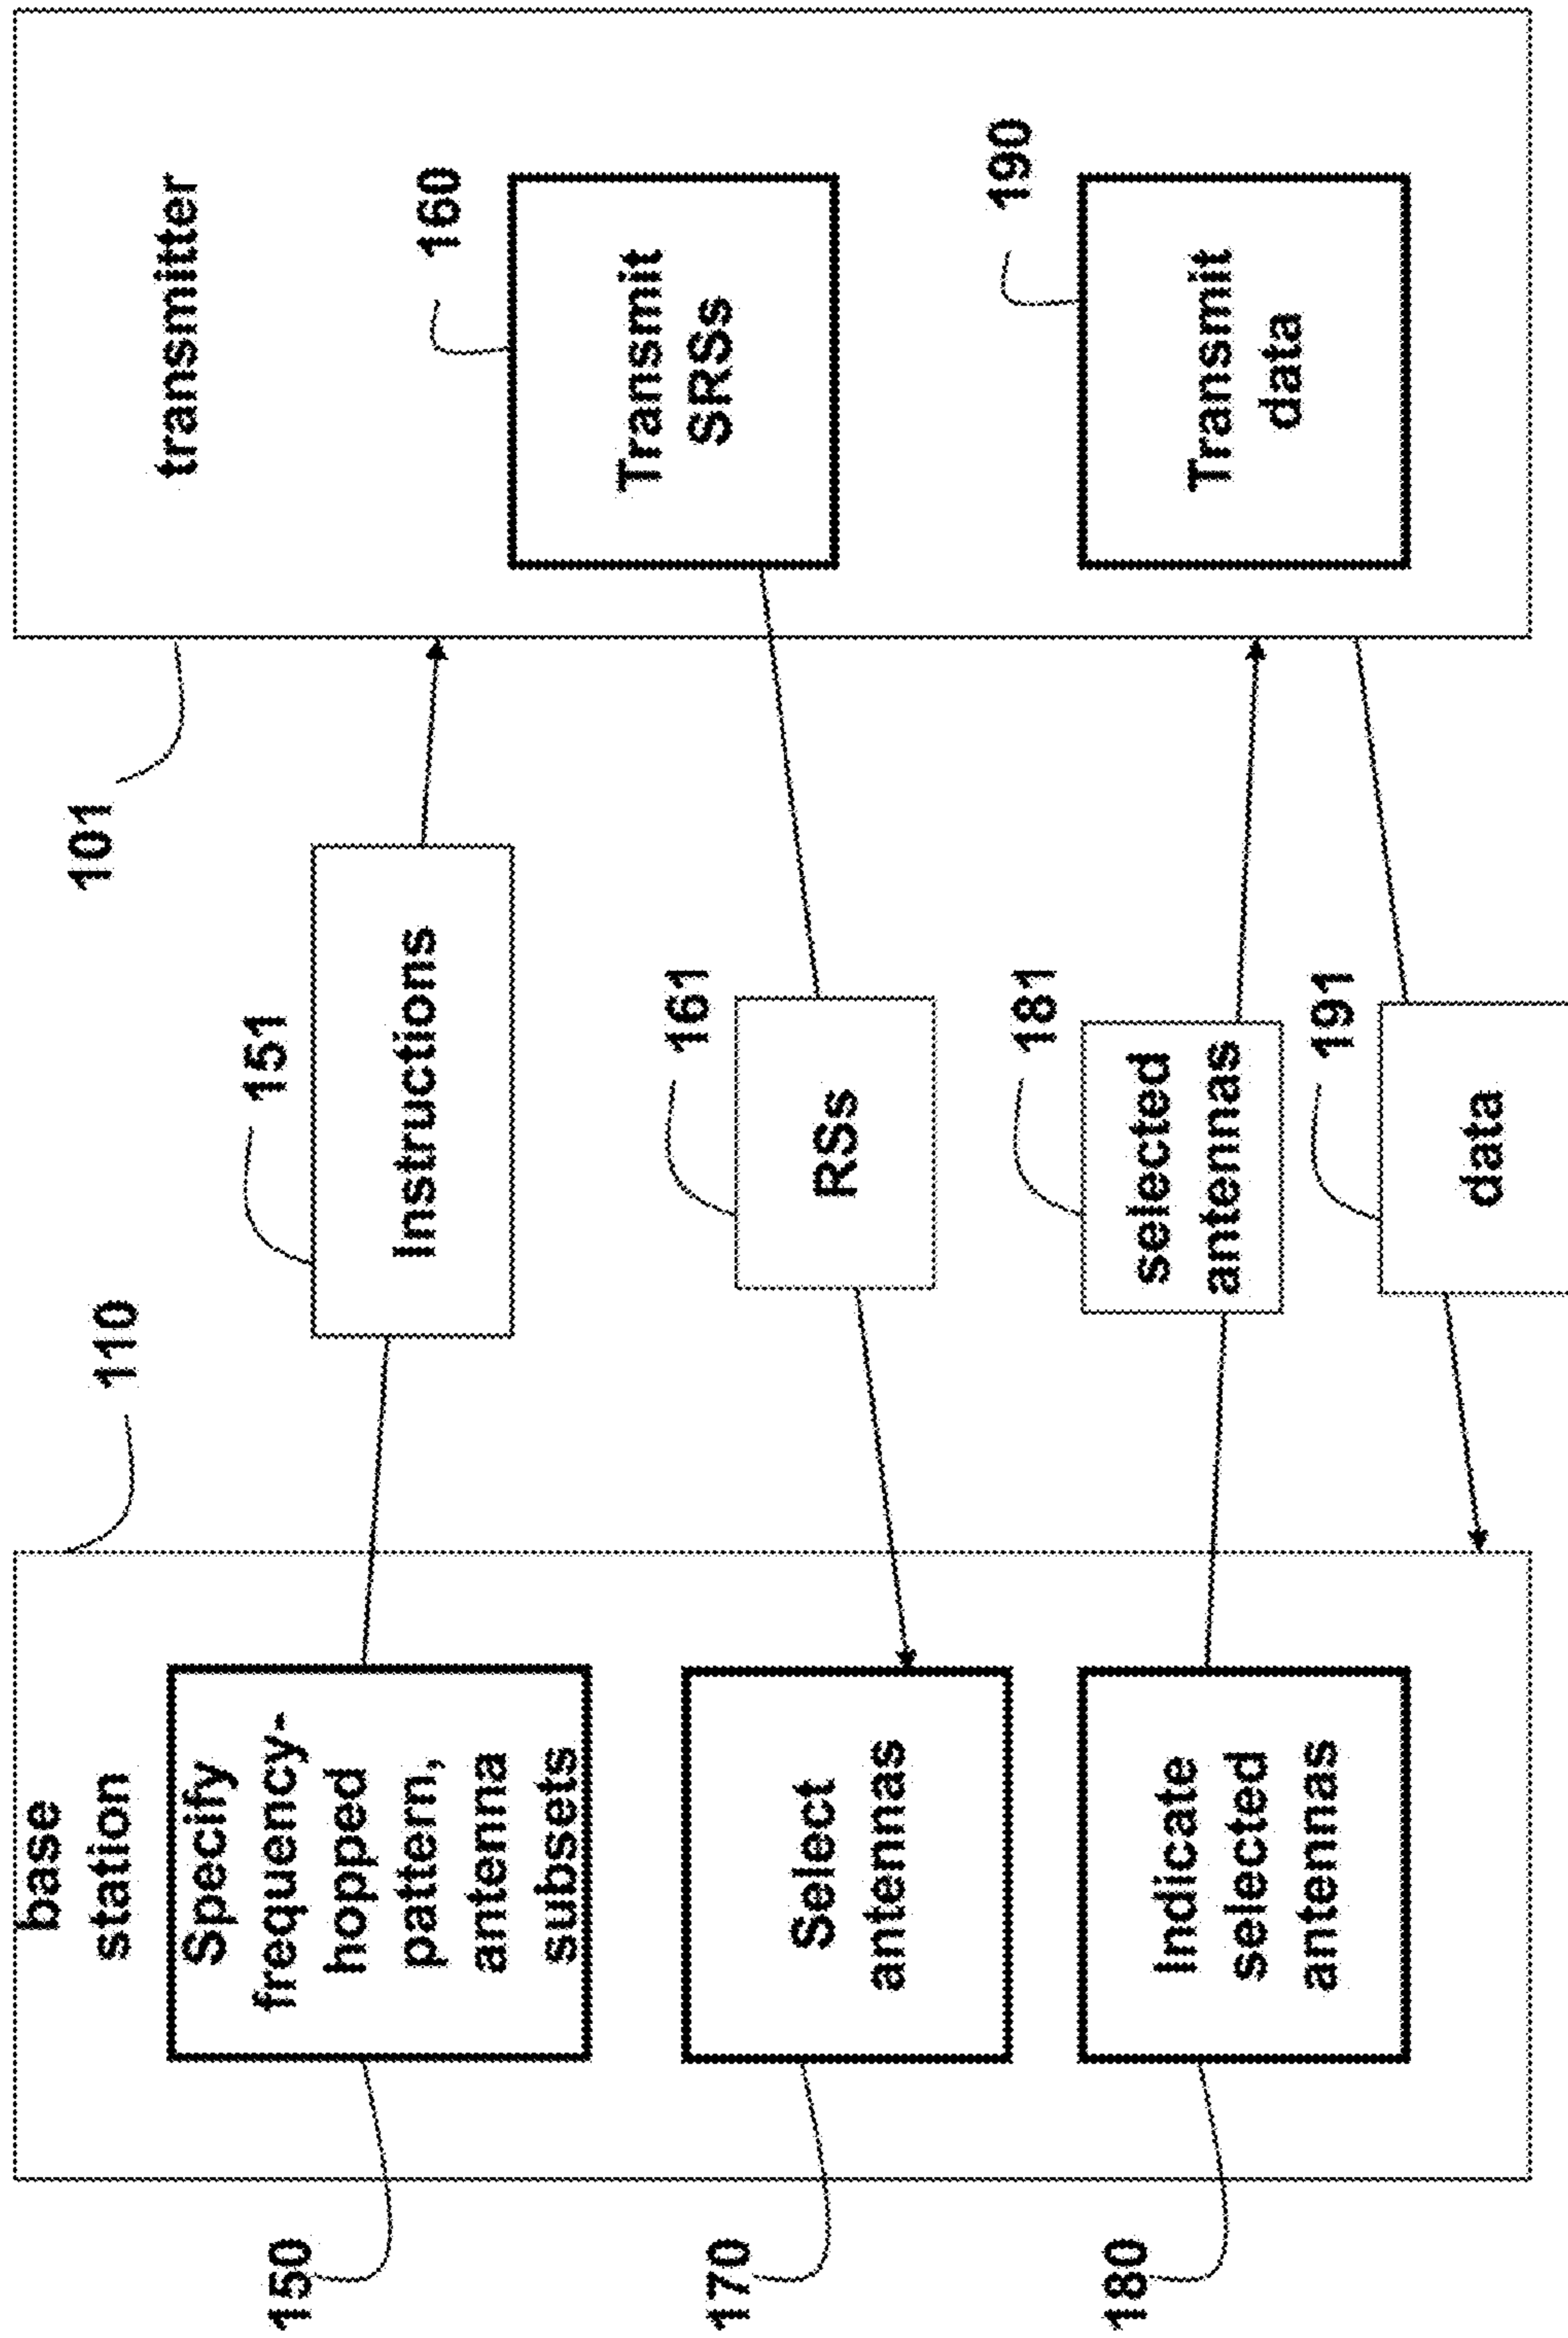 base
station
110
101
transmitter
150
Specify
frequency-
hopped
pattern,
antenna
subsets
151
Instructions
160
Transmit
SRSs
161
RSs
170
Select
antennas
180
Indicate
selected
antennas
181
selected
antennas
190
Transmit
data
191
data